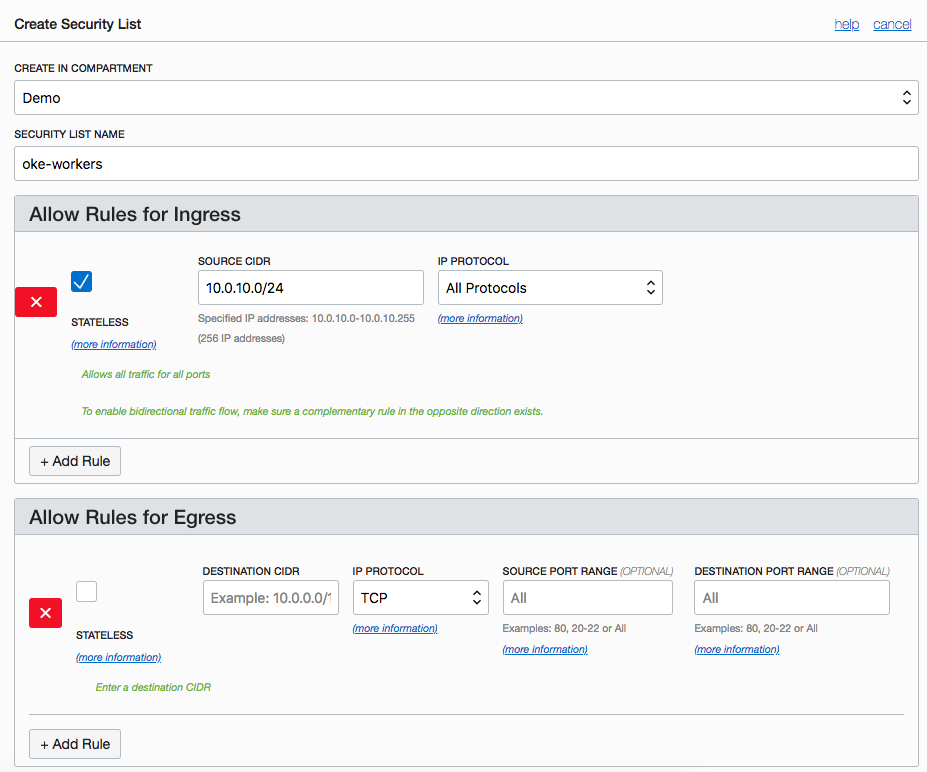 Create Security List
help cancel
CREATE IN COMPARTMENT
Demo
SECURITY LIST NAME
oke-workers
Allow Rules for Ingress
SOURCE CIDR
IP PROTOCOL
10.0.10.0/24
All Protocols
STATELESS
(more information)
Specified IP addresses: 10.0.10.0-10.0.10.255
(256 IP addresses)
(more information)
Allows all traffic for all ports
To enable bidirectional traffic flow, make sure a complementary rule in the opposite direction exists.
+ Add Rule
Allow Rules for Egress
DESTINATION CIDR
IP PROTOCOL
SOURCE PORT RANGE (OPTIONAL)
DESTINATION PORT RANGE (OPTIONAL)
Example: 10.0.0.0/1
TCP
All
All
STATELESS
(more information)
(more information)
Examples: 80, 20-22 or All
(more information)
Examples: 80, 20-22 or All
(more information)
Enter a destination CIDR
+ Add Rule